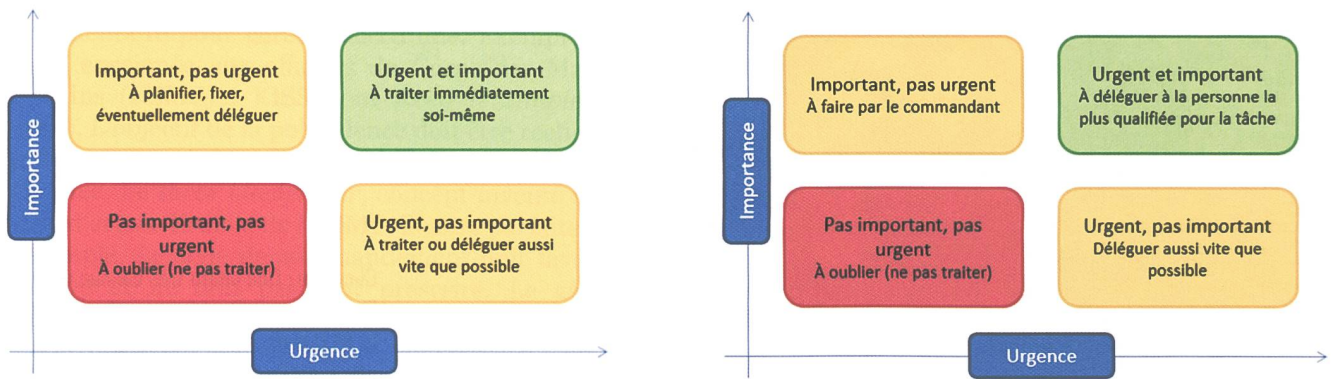 Importance
Important, pas urgent
À planifier, fixer,
éventuellement déléguer
Urgent et important
À traiter immédiatement
soi-même
Pas important, pas
urgent
À oublier (ne pas traiter)
Urgent, pas important
À traiter ou déléguer aussi
vite que possible
Urgence
Importance
Important, pas urgent
À faire par le commandant
Urgent et important
À déléguer à la personne la
plus qualifiée pour la tâche
Pas important, pas
urgent
À oublier (ne pas traiter)
Urgent, pas important
Déléguer aussi vite que
possible
Urgence